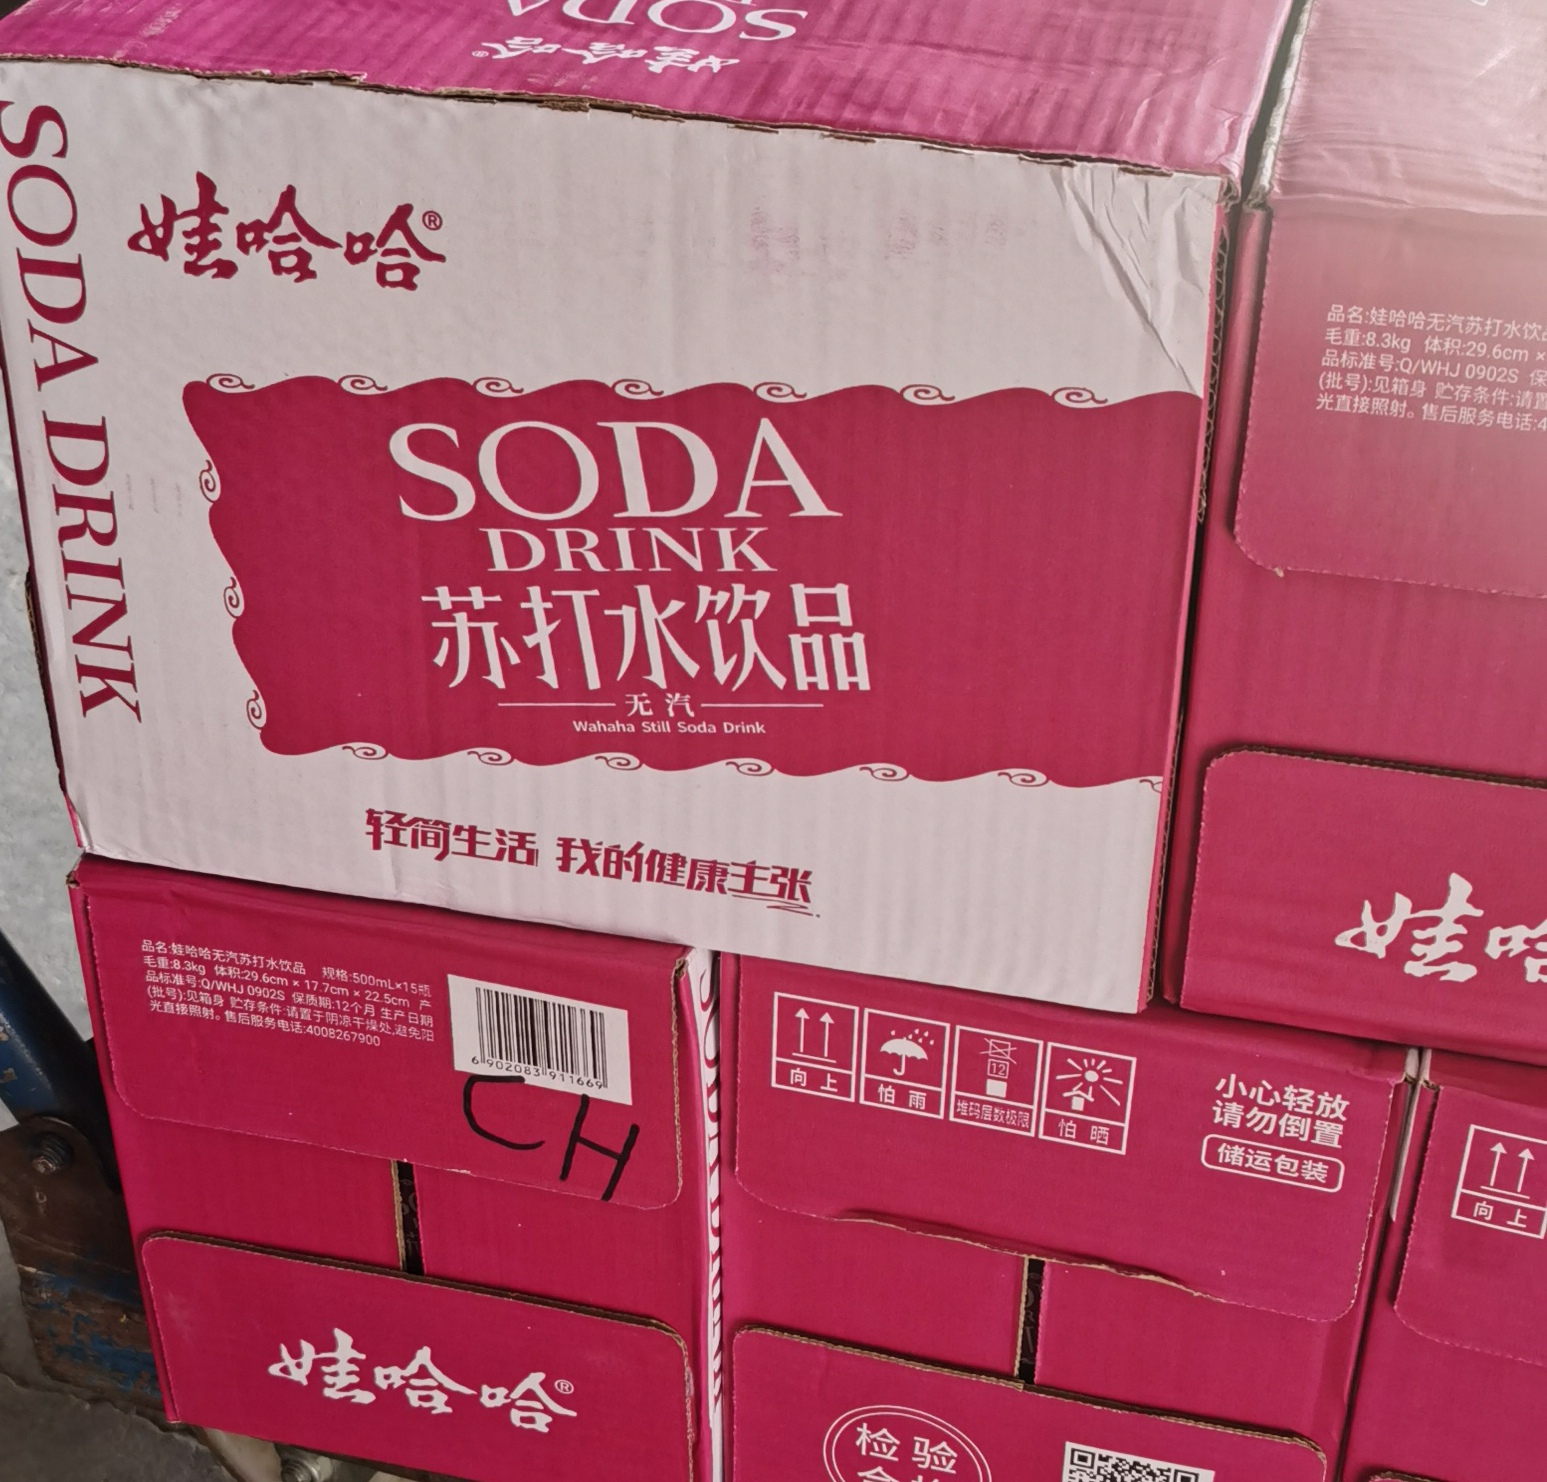 SODA
娃哈哈®
SODA DRINK
娃哈哈®
SODA
DRINK
苏打水饮品
无汽
Wahaha Still Soda Drink
轻简生活 我的健康主张
品名:娃哈哈无汽苏打水饮
毛重:8.3kg 体积:29.6cm ×
品标准号:Q/WHJ 0902S 保
(批号):见箱身 贮存条件:请置
光直接照射。售后服务电话:4
娃哈
品名:娃哈哈无汽苏打水饮品 规格:500mL×15瓶
毛重:8.3kg 体积:29.6cm × 17.7cm × 22.5cm 产
品标准号:Q/WHJ 0902S 保质期:12个月 生产日期
(批号):见箱身 贮存条件:请置于阴凉干燥处,避免阳
光直接照射。售后服务电话:4008267900
6 902083 911669
CH
娃哈哈®
向上
怕雨
12
堆码层数极限
怕晒
小心轻放
请勿倒置
储运包装
向上
检验